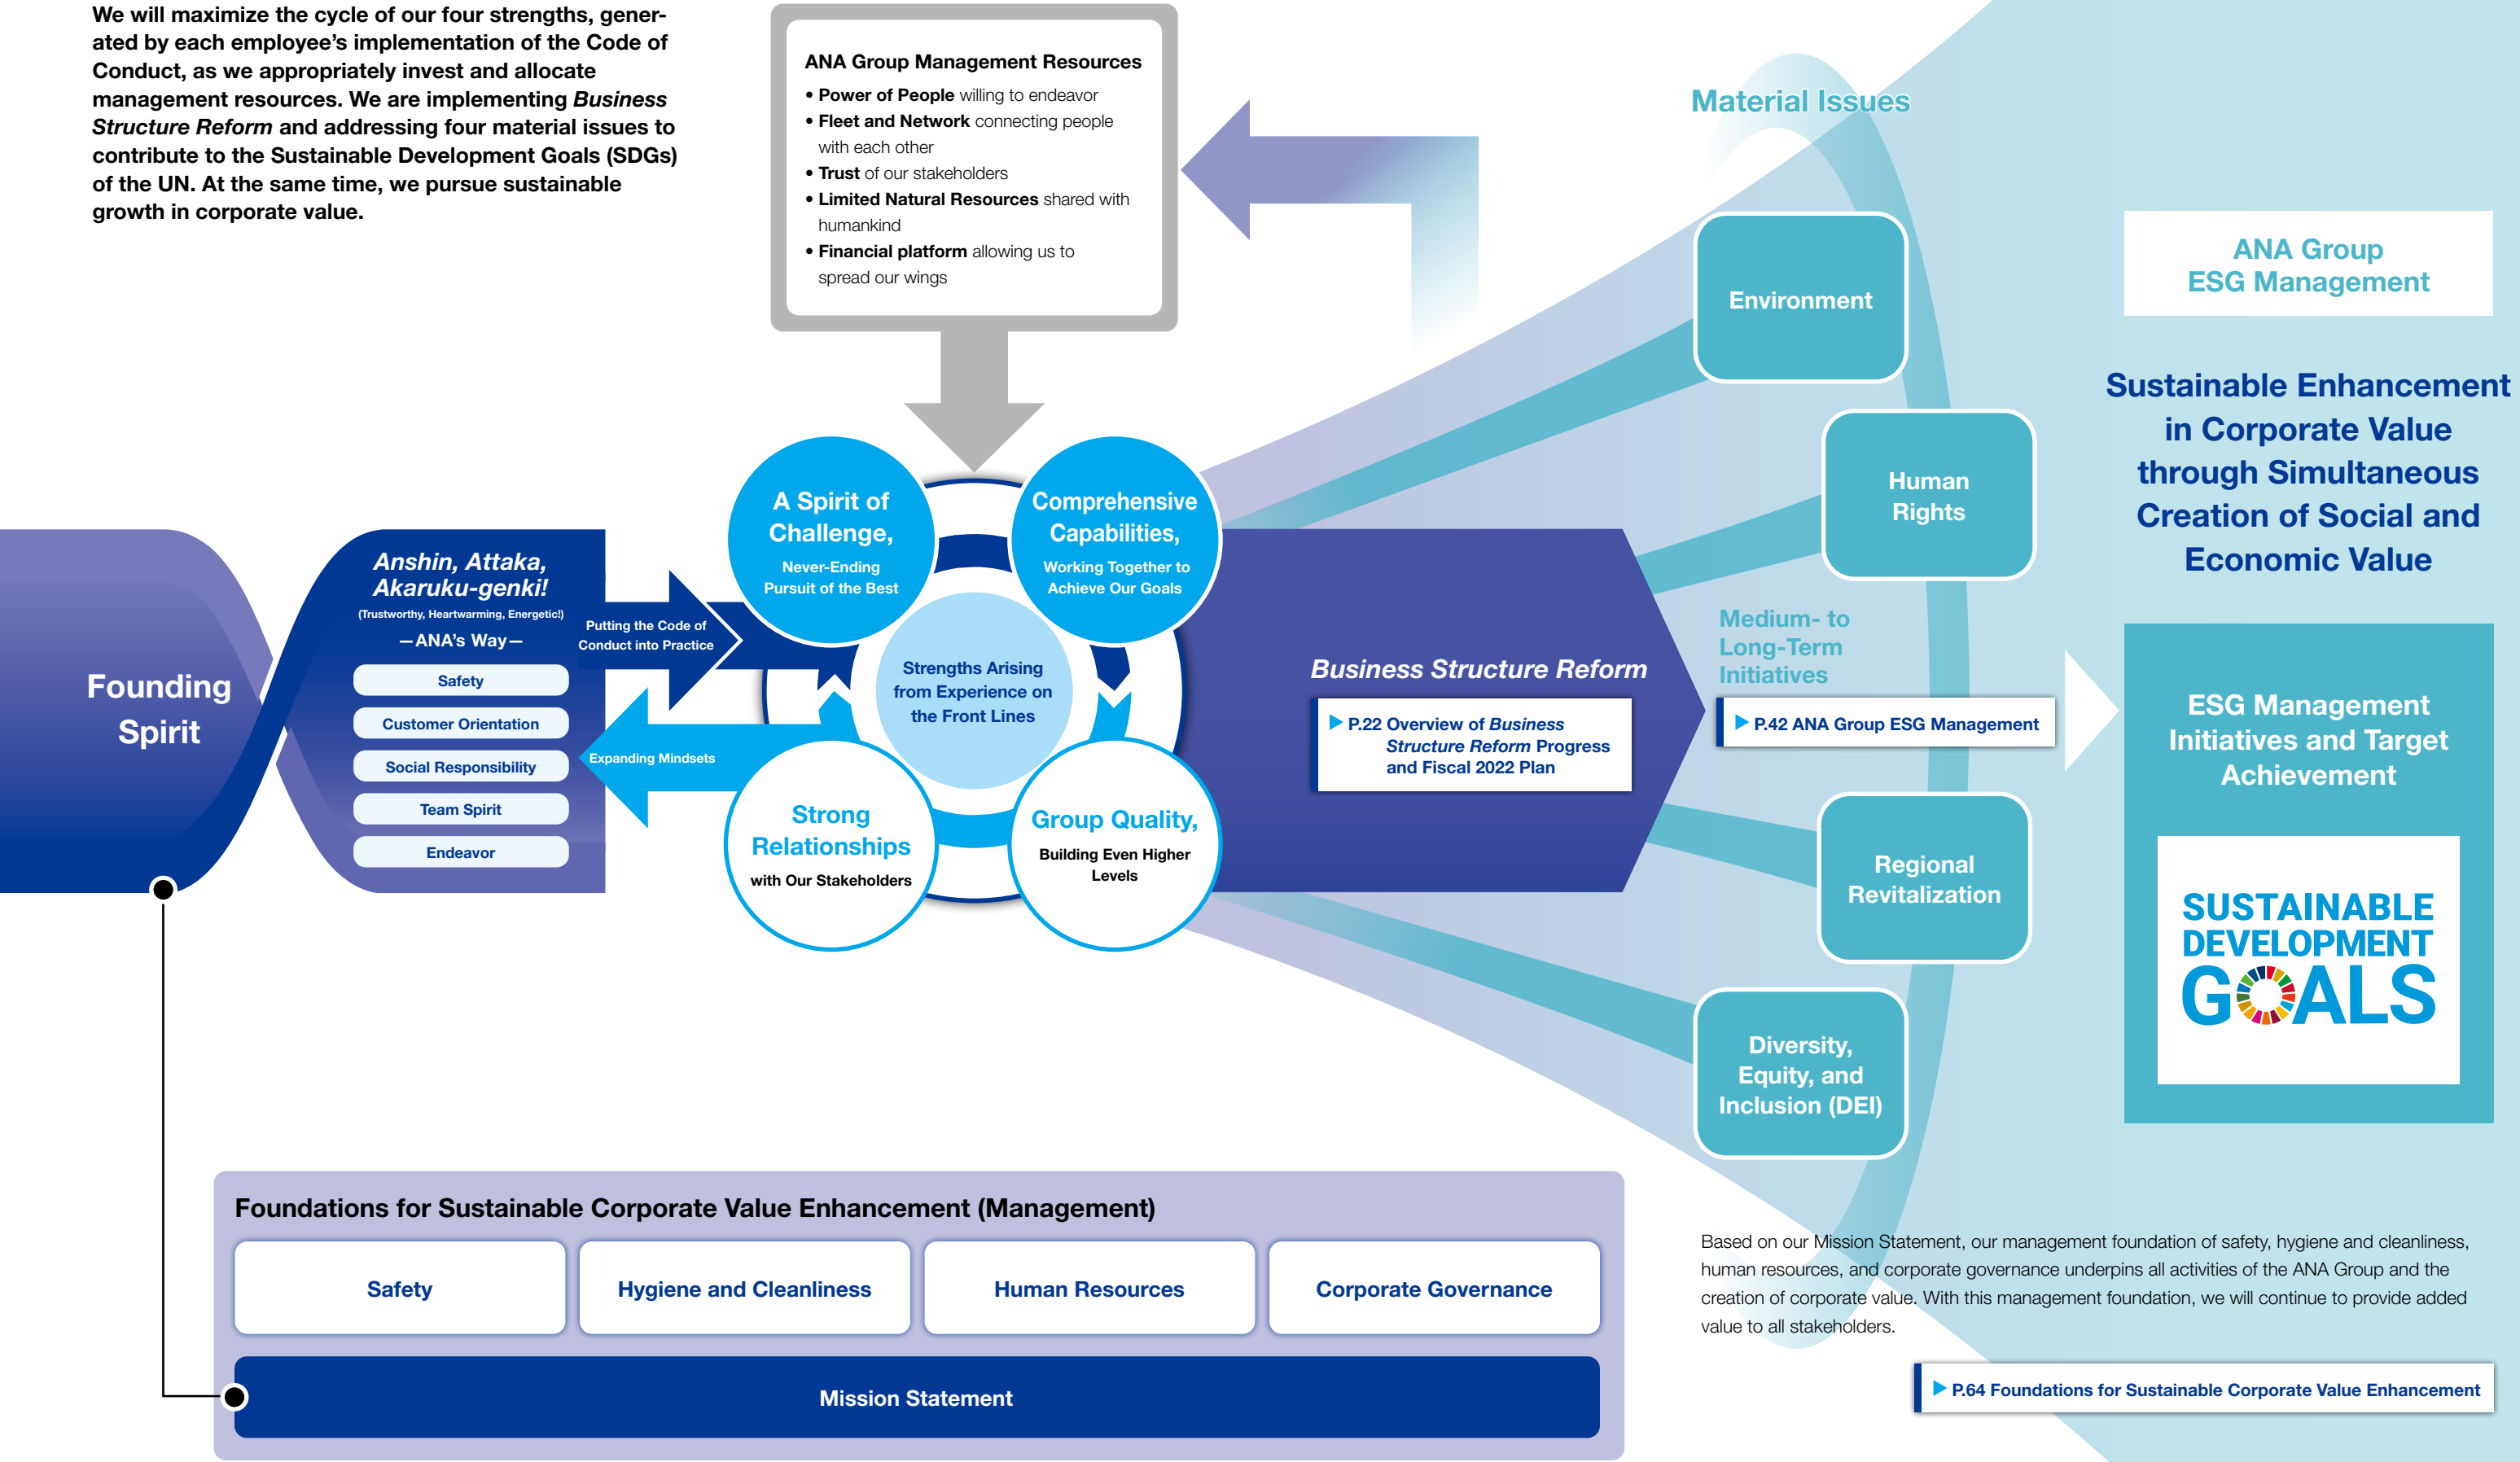 We will maximize the cycle of our four strengths, gener-
ated by each employee’s implementation of the Code of
Conduct, as we appropriately invest and allocate
management resources. We are implementing Business
Structure Reform and addressing four material issues to
contribute to the Sustainable Development Goals (SDGs)
of the UN. At the same time, we pursue sustainable
growth in corporate value.
ANA Group Management Resources
• Power of People willing to endeavor
• Fleet and Network connecting people
with each other
• Trust of our stakeholders
• Limited Natural Resources shared with
humankind
• Financial platform allowing us to
spread our wings
Founding
Spirit
Anshin, Attaka,
Akaruku-genki!
(Trustworthy, Heartwarming, Energetic!)
—ANA’s Way—
Safety
Customer Orientation
Social Responsibility
Team Spirit
Endeavor
Putting the Code of
Conduct into Practice
Expanding Mindsets
A Spirit of
Challenge,
Never-Ending
Pursuit of the Best
Comprehensive
Capabilities,
Working Together to
Achieve Our Goals
Strengths Arising
from Experience on
the Front Lines
Strong
Relationships
with Our Stakeholders
Group Quality,
Building Even Higher
Levels
Business Structure Reform
P.22 Overview of Business
Structure Reform Progress
and Fiscal 2022 Plan
Material Issues
Environment
Human
Rights
Medium- to
Long-Term
Initiatives
P.42 ANA Group ESG Management
Regional
Revitalization
Diversity,
Equity, and
Inclusion (DEI)
ANA Group
ESG Management
Sustainable Enhancement
in Corporate Value
through Simultaneous
Creation of Social and
Economic Value
ESG Management
Initiatives and Target
Achievement
SUSTAINABLE
DEVELOPMENT
GOALS
Foundations for Sustainable Corporate Value Enhancement (Management)
Safety
Hygiene and Cleanliness
Human Resources
Corporate Governance
Mission Statement
Based on our Mission Statement, our management foundation of safety, hygiene and cleanliness,
human resources, and corporate governance underpins all activities of the ANA Group and the
creation of corporate value. With this management foundation, we will continue to provide added
value to all stakeholders.
P.64 Foundations for Sustainable Corporate Value Enhancement